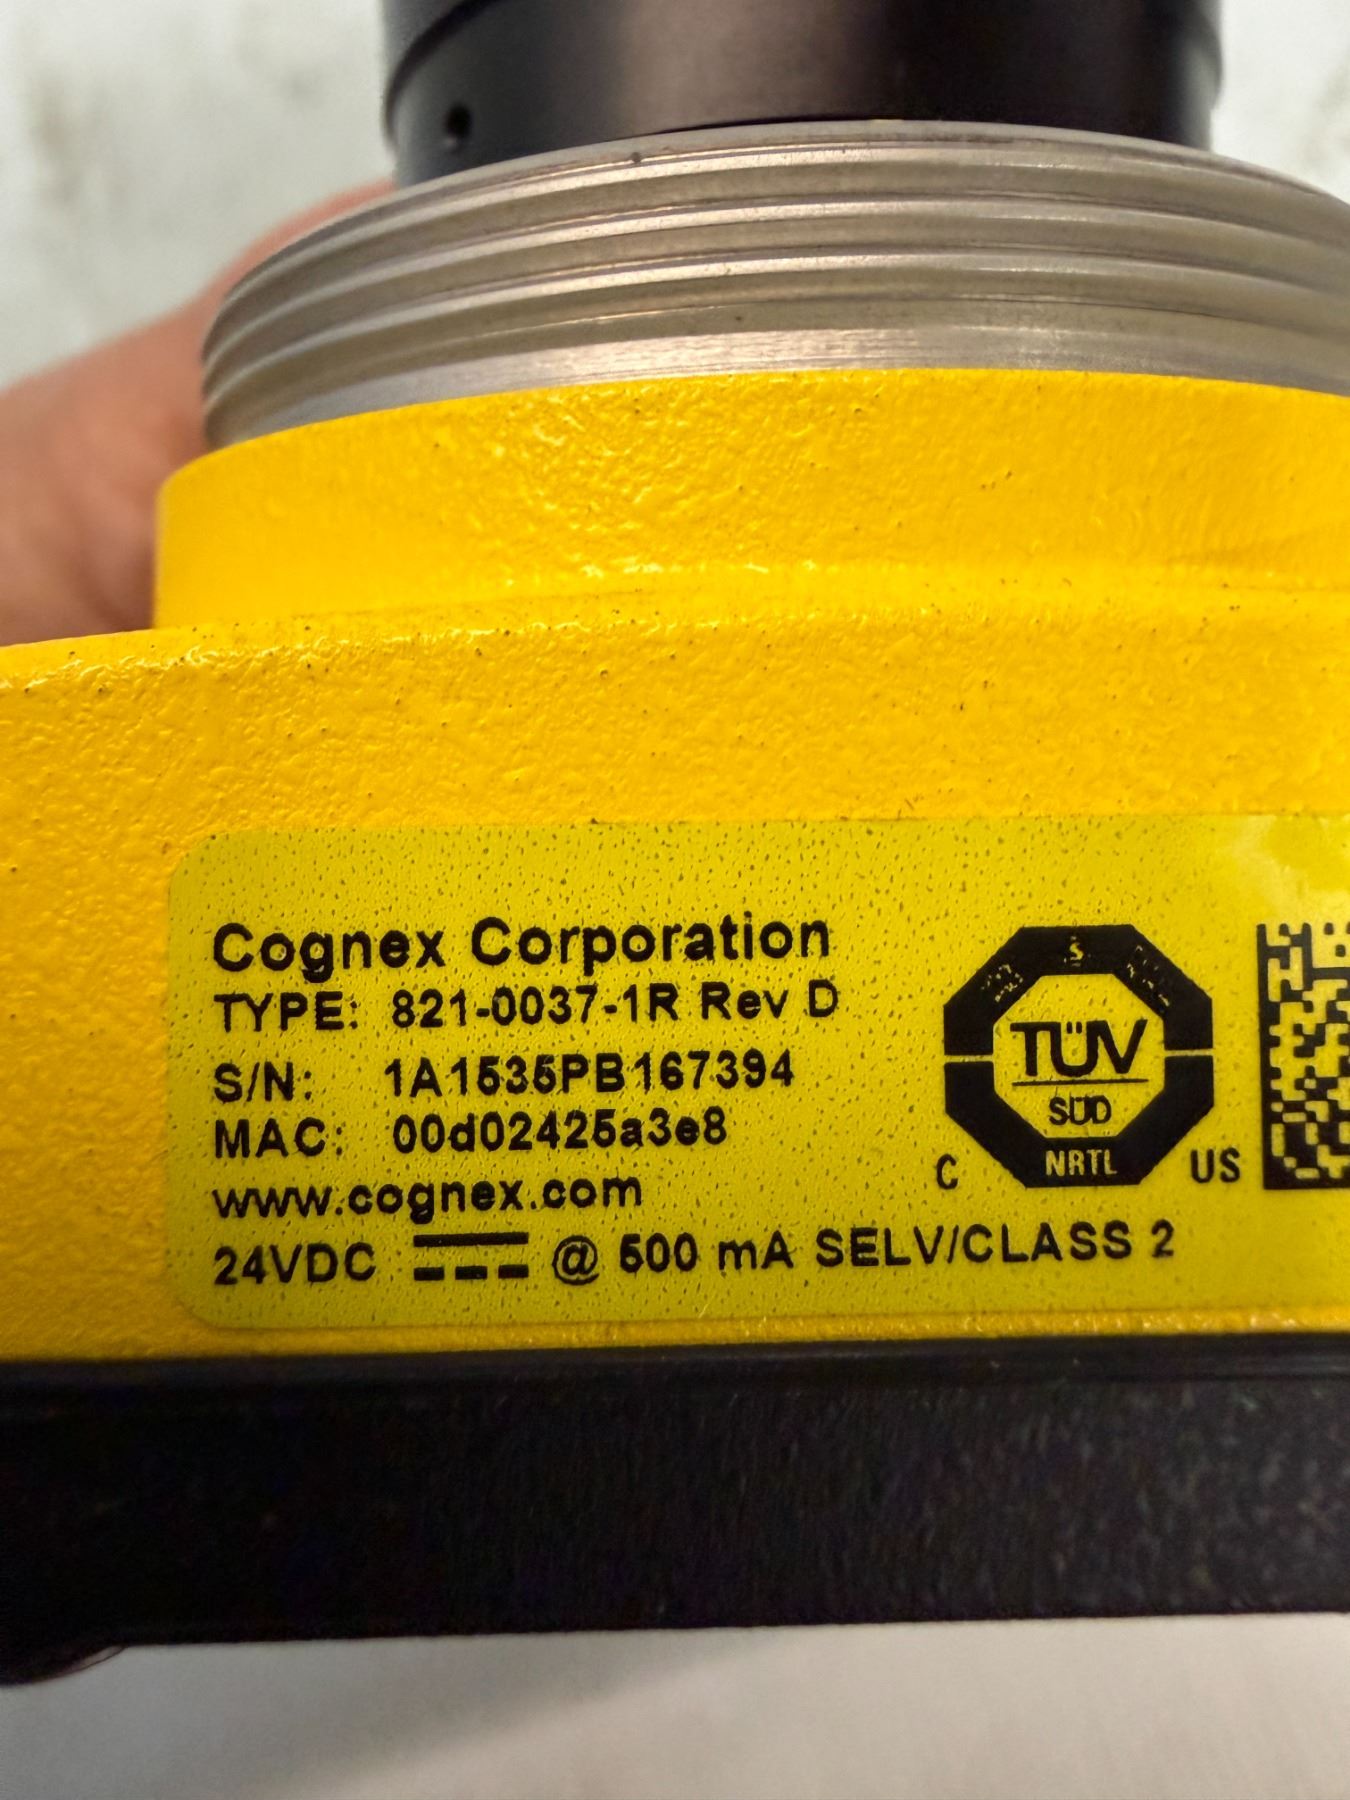 Cognex Corporation
TYPE: 821-0037-1R Rev D
S/N: 1A1535PB167394
MAC: 00d02425a3e8
www.cognex.com
24VDC @ 500 mA SELV/CLASS 2
TÜV
SÜD
NRTL
C US